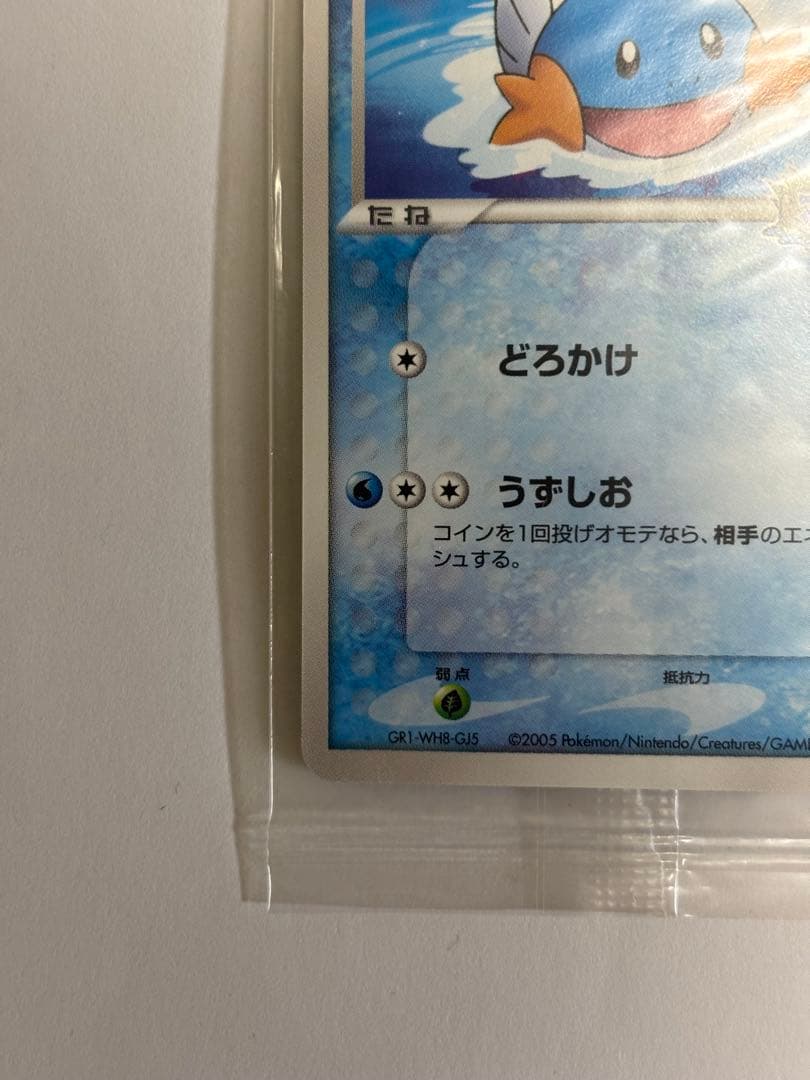 たね
どろかけ
うずしお
コインを1回投げオモテなら、相手のエネ
シュする。
弱点
抵抗力
GR1-WH8-GJ5
©2005 Pokémon/Nintendo/Creatures/GAME